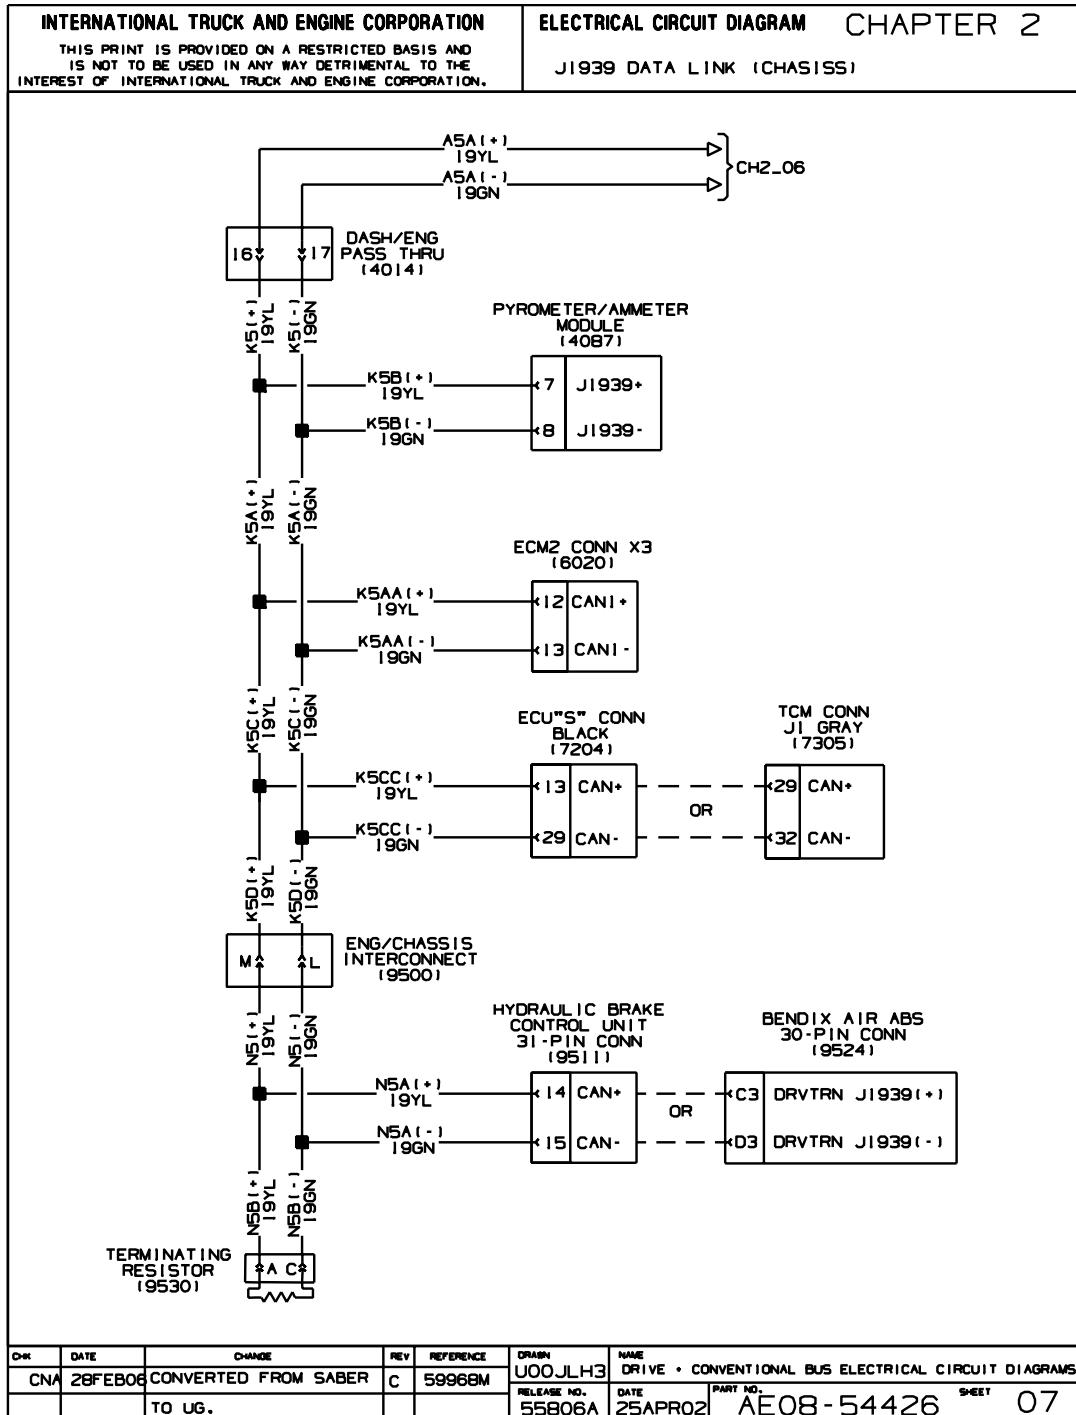 INTERNATIONAL TRUCK AND ENGINE CORPORATION
THIS PRINT IS PROVIDED ON A RESTRICTED BASIS AND
IS NOT TO BE USED IN ANY WAY DETRIMENTAL TO THE
INTEREST OF INTERNATIONAL TRUCK AND ENGINE CORPORATION.
ELECTRICAL CIRCUIT DIAGRAM CHAPTER 2
J1939 DATA LINK (CHASISS)
A5A(+)
19YL
A5A(-)
19GN
CH2_06
16 17
DASH/ENG
PASS THRU
(4014)
K5(+)
19YL
K5(-)
19GN
PYROMETER/AMMETER
MODULE
(4087)
K5B(+)
19YL
7 J1939+
K5B(-)
19GN
8 J1939-
K5A(+)
19YL
K5A(-)
19GN
ECM2 CONN X3
(6020)
K5AA(+)
19YL
12 CAN1+
K5AA(-)
19GN
13 CAN1-
K5C(+)
19YL
K5C(-)
19GN
ECU"S" CONN
BLACK
(7204)
TCM CONN
J1 GRAY
(7305)
K5CC(+)
19YL
13 CAN+
29 CAN+
OR
K5CC(-)
19GN
29 CAN-
32 CAN-
K5D(+)
19YL
K5D(-)
19GN
M L
ENG/CHASSIS
INTERCONNECT
(9500)
N5(+)
19YL
N5(-)
19GN
HYDRAULIC BRAKE
CONTROL UNIT
31-PIN CONN
(9511)
BENDIX AIR ABS
30-PIN CONN
(9524)
N5A(+)
19YL
14 CAN+
C3 DRVTRN J1939(+)
OR
N5A(-)
19GN
15 CAN-
D3 DRVTRN J1939(-)
N5B(+)
19YL
N5B(-)
19GN
TERMINATING
RESISTOR
(9530)
A C
CHK DATE CHANGE REV REFERENCE
CNA 28FEB06 CONVERTED FROM SABER C 59968M
TO UG.
DRAWN
U00JLH3
NAME
DRIVE + CONVENTIONAL BUS ELECTRICAL CIRCUIT DIAGRAMS
RELEASE NO.
55806A
DATE
25APR02
PART NO.
AE08-54426
SHEET 07